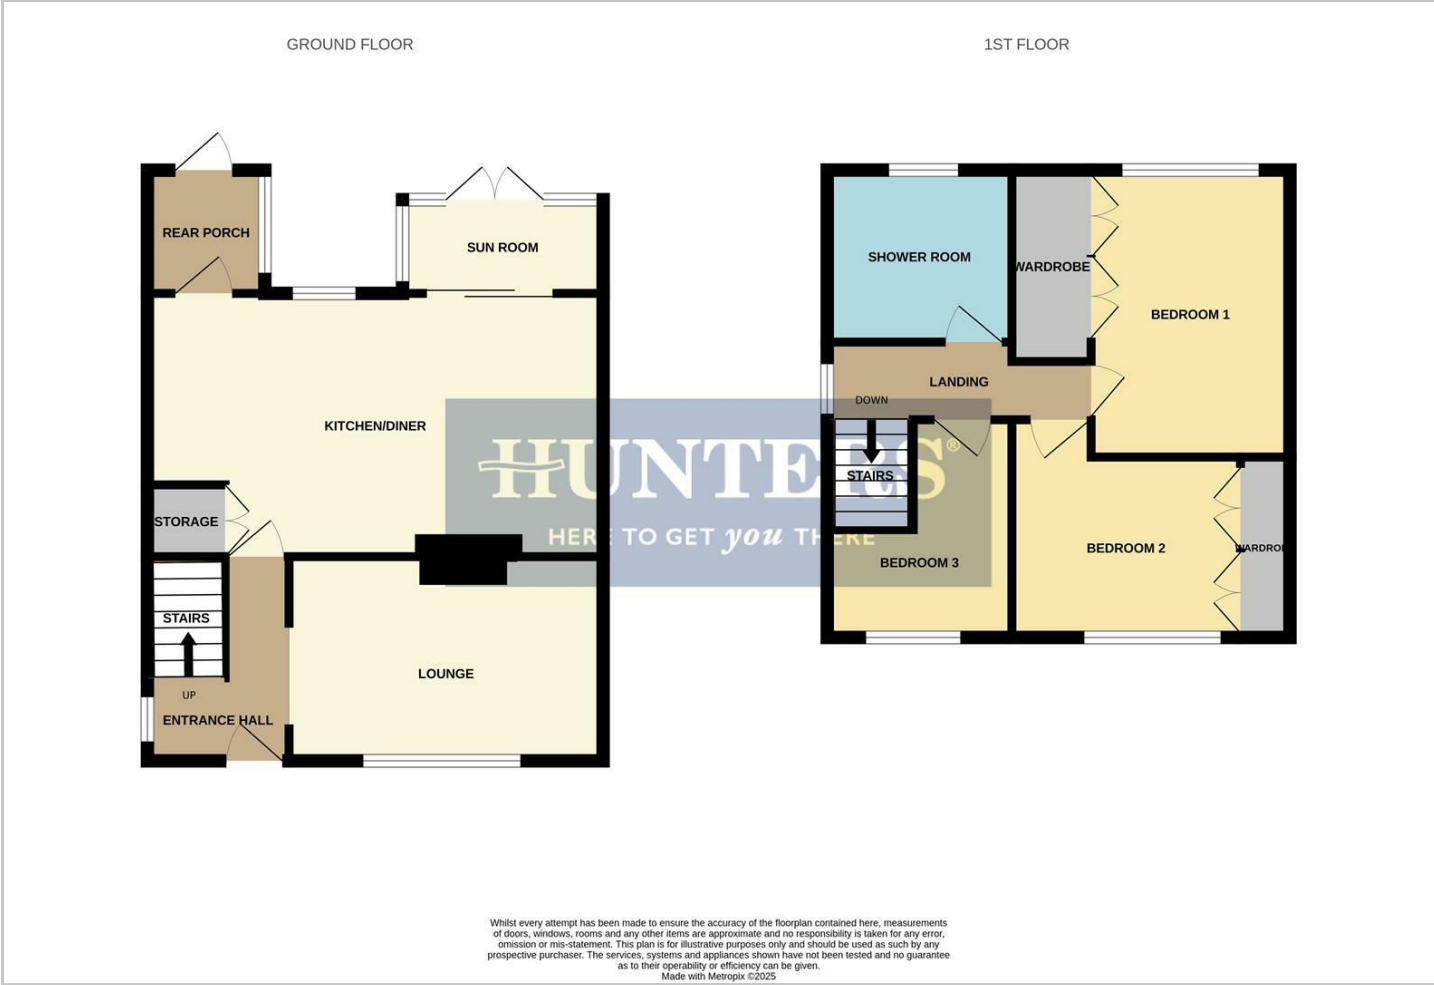 GROUND FLOOR
1ST FLOOR
REAR PORCH
SUN ROOM
KITCHEN/DINER
STORAGE
STAIRS
UP
ENTRANCE HALL
LOUNGE
SHOWER ROOM
WARDROBE
BEDROOM 1
LANDING
DOWN
STAIRS
BEDROOM 2
WARDROBE
BEDROOM 3
HUNTERS®
HERE TO GET you THERE
Whilst every attempt has been made to ensure the accuracy of the floorplan contained here, measurements
of doors, windows, rooms and any other items are approximate and no responsibility is taken for any error,
omission or mis-statement. This plan is for illustrative purposes only and should be used as such by any
prospective purchaser. The services, systems and appliances shown have not been tested and no guarantee
as to their operability or efficiency can be given.
Made with Metropix ©2025